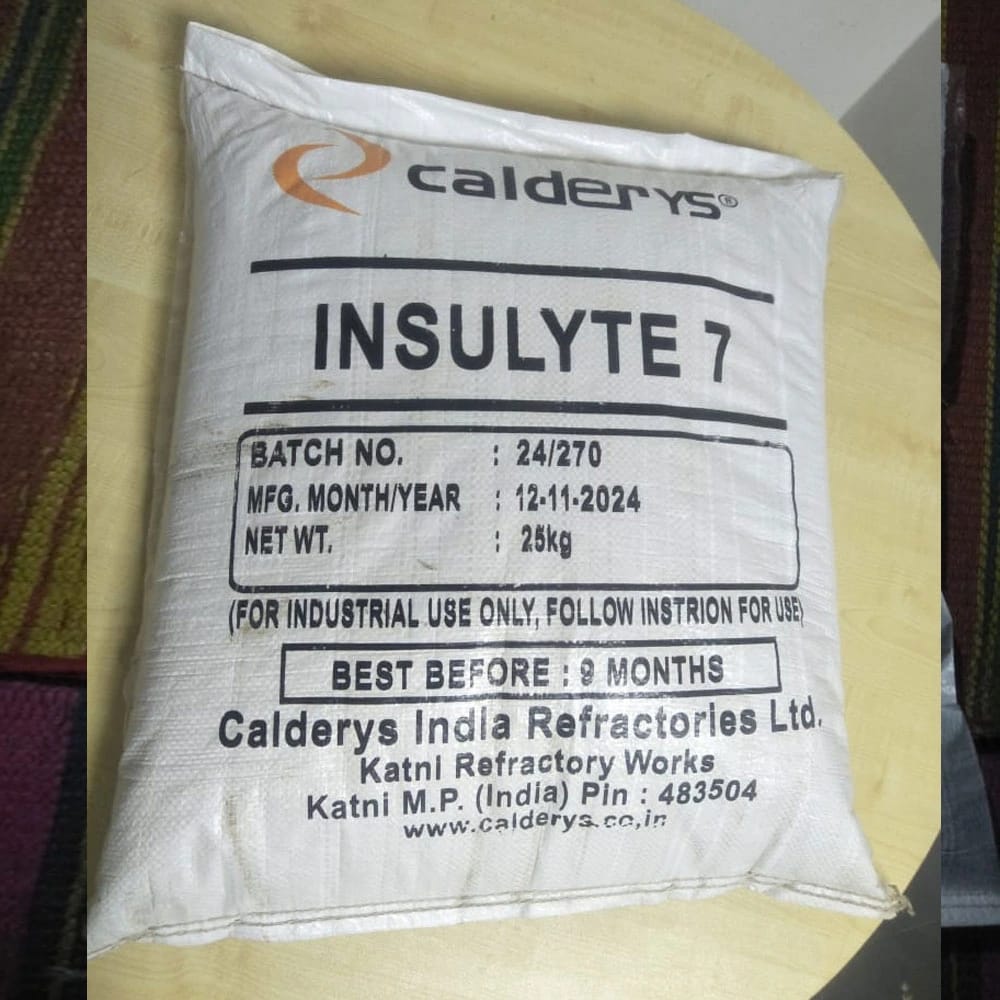 calderys®
INSULYTE 7
BATCH NO. : 24/270
MFG. MONTH/YEAR : 12-11-2024
NET WT. : 25kg
(FOR INDUSTRIAL USE ONLY, FOLLOW INSTRION FOR USE)
BEST BEFORE : 9 MONTHS
Calderys India Refractories Ltd.
Katni Refractory Works
Katni M.P. (India) Pin : 483504
www.calderys.co,in